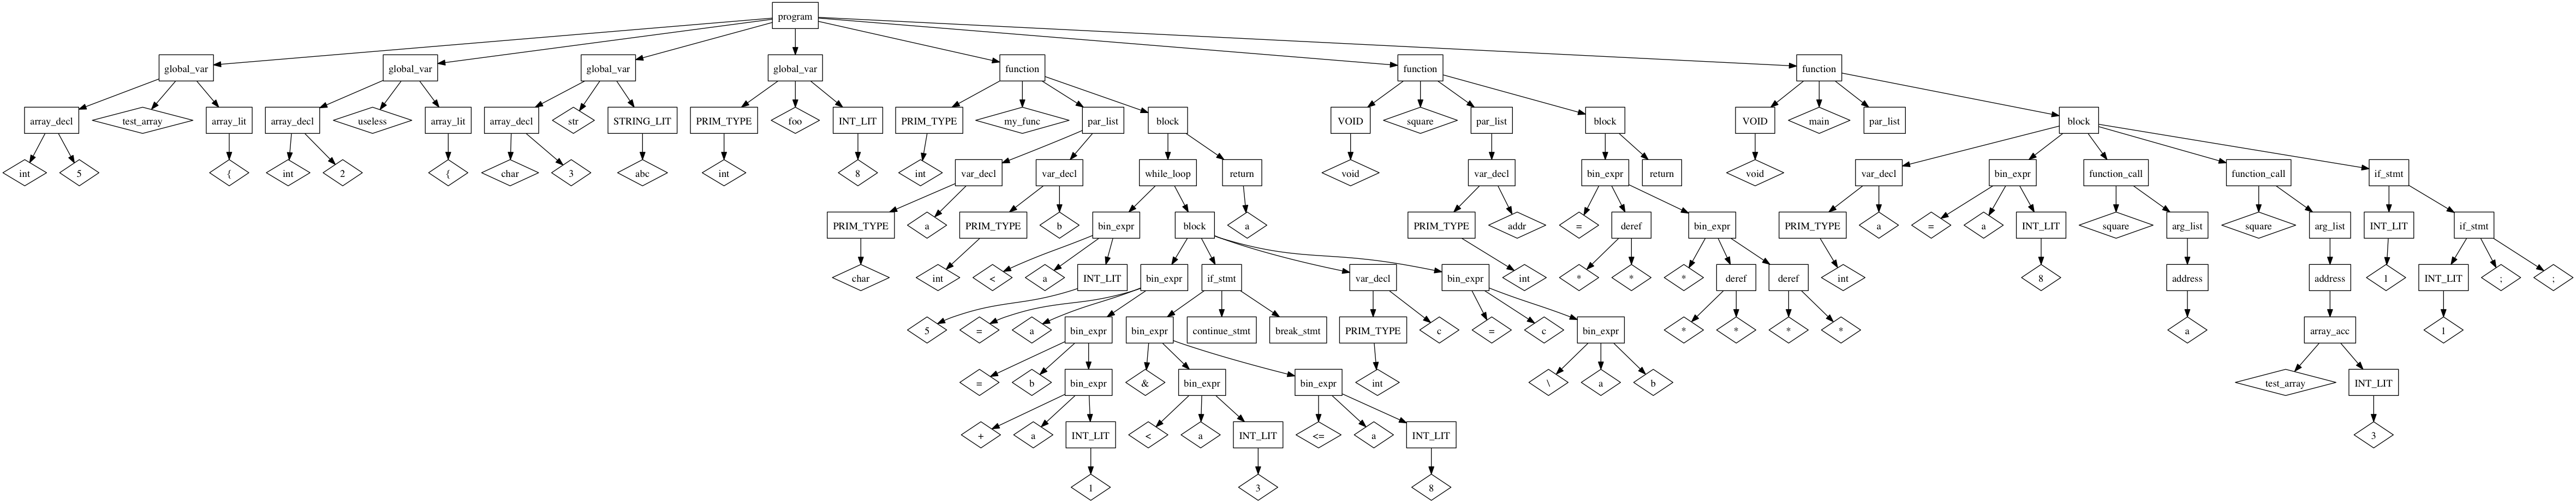 program
global_var global_var global_var global_var function function function
array_decl test_array array_lit array_decl useless array_lit array_decl str STRING_LIT PRIM_TYPE foo INT_LIT PRIM_TYPE my_func par_list block VOID square par_list block VOID main par_list block
int 5 { int 2 { char 3 abc int 8 int var_decl var_decl while_loop return void var_decl bin_expr return void var_decl bin_expr function_call function_call if_stmt
PRIM_TYPE a PRIM_TYPE b bin_expr block a PRIM_TYPE addr = deref bin_expr PRIM_TYPE a = a INT_LIT square arg_list square arg_list INT_LIT if_stmt
char int < a INT_LIT bin_expr if_stmt var_decl bin_expr int * * * deref deref int 8 address address 1 INT_LIT ; ;
5 = a bin_expr bin_expr continue_stmt break_stmt PRIM_TYPE c = c bin_expr * * * * a array_acc 1
= b bin_expr & bin_expr bin_expr int \ a b test_array INT_LIT
+ a INT_LIT < a INT_LIT <= a INT_LIT 3
1 3 8